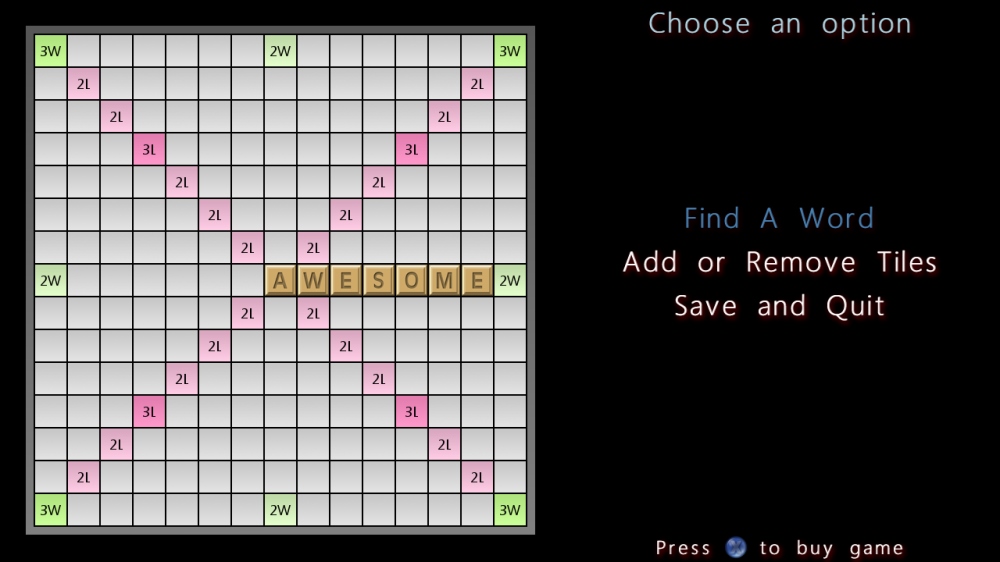 Choose an option
3W 2W 3W
2L 2L
2L 2L
3L 3L
2L 2L
2L 2L
2L 2L
2W AWESOME 2W
2L 2L
2L 2L
2L 2L
3L 3L
2L 2L
2L 2L
3W 2W 3W
Find A Word
Add or Remove Tiles
Save and Quit
Press to buy game